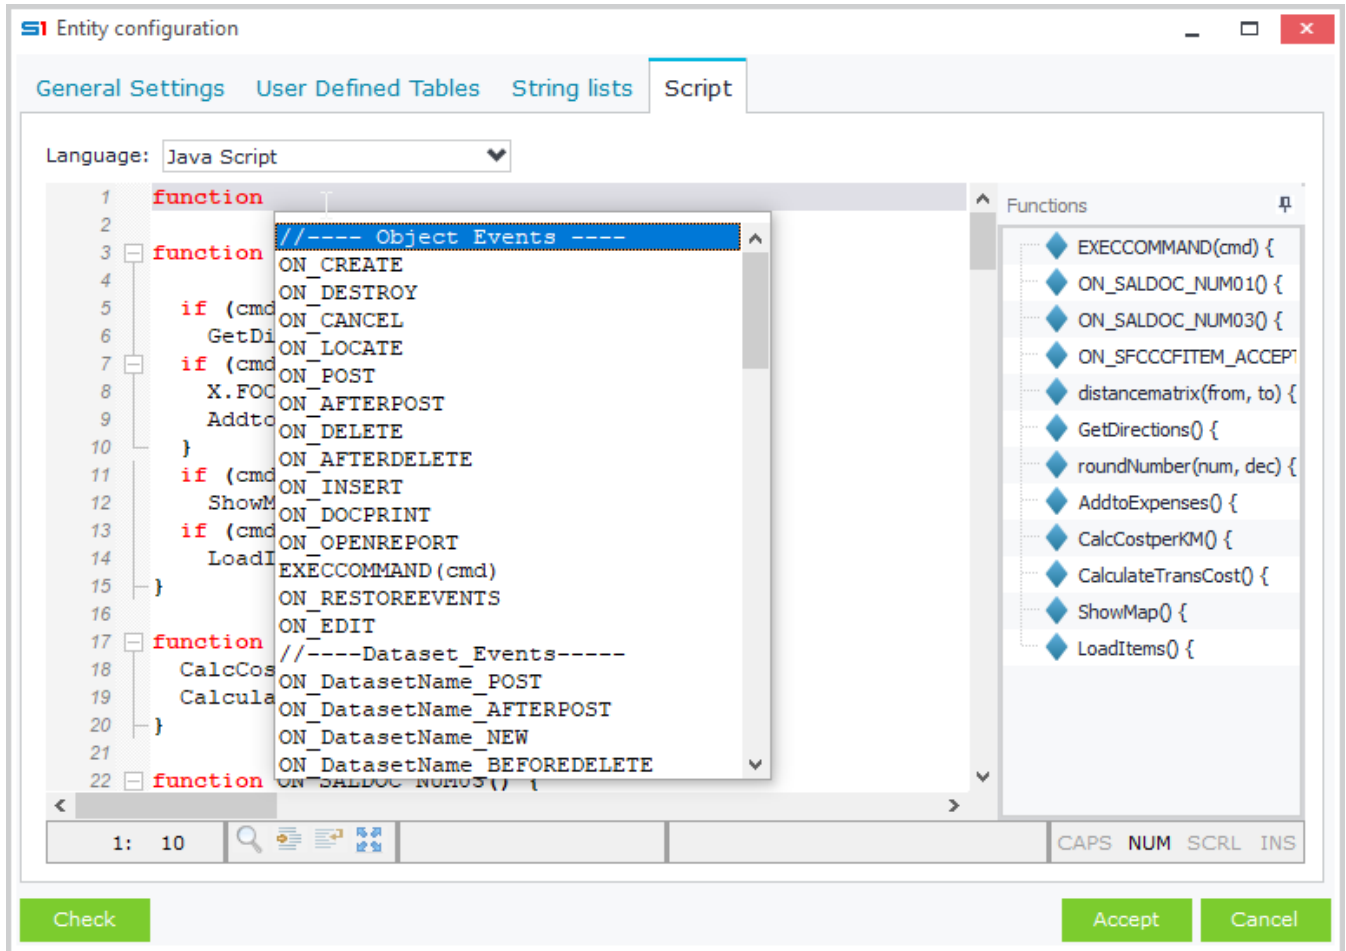 S1 Entity configuration
General Settings User Defined Tables String lists Script
Language: Java Script
1 function
2
3 function
4
5 if (cmd
6 GetDi
7 if (cmd
8 X.FOC
9 Addto
10 }
11 if (cmd
12 ShowM
13 if (cmd
14 LoadI
15 }
16
17 function
18 CalcCos
19 Calcula
20 }
21
22 function ON_SALDOC_NUM03() {
//---- Object Events ----
ON_CREATE
ON_DESTROY
ON_CANCEL
ON_LOCATE
ON_POST
ON_AFTERPOST
ON_DELETE
ON_AFTERDELETE
ON_INSERT
ON_DOCPRINT
ON_OPENREPORT
EXECCOMMAND(cmd)
ON_RESTOREEVENTS
ON_EDIT
//----Dataset_Events-----
ON_DatasetName_POST
ON_DatasetName_AFTERPOST
ON_DatasetName_NEW
ON_DatasetName_BEFOREDELETE
Functions
EXECCOMMAND(cmd) {
ON_SALDOC_NUM01() {
ON_SALDOC_NUM03() {
ON_SFCCCFITEM_ACCEPT
distancematrix(from, to) {
GetDirections() {
roundNumber(num, dec) {
AddtoExpenses() {
CalcCostperKM() {
CalculateTransCost() {
ShowMap() {
LoadItems() {
1: 10
CAPS NUM SCRL INS
Check Accept Cancel